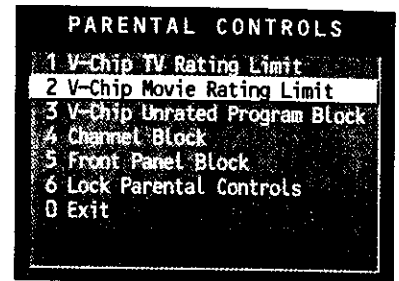 PARENTAL CONTROLS
1 V-Chip TV Rating Limit
2 V-Chip Movie Rating Limit
3 V-Chip Unrated Program Block
4 Channel Block
5 Front Panel Block
6 Lock Parental Controls
0 Exit